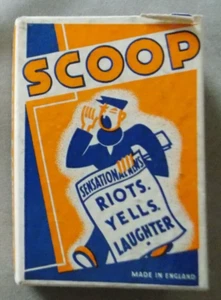 SCOOP
SENSATIONAL NEWS
RIOTS.
YELLS.
LAUGHTER
MADE IN ENGLAND